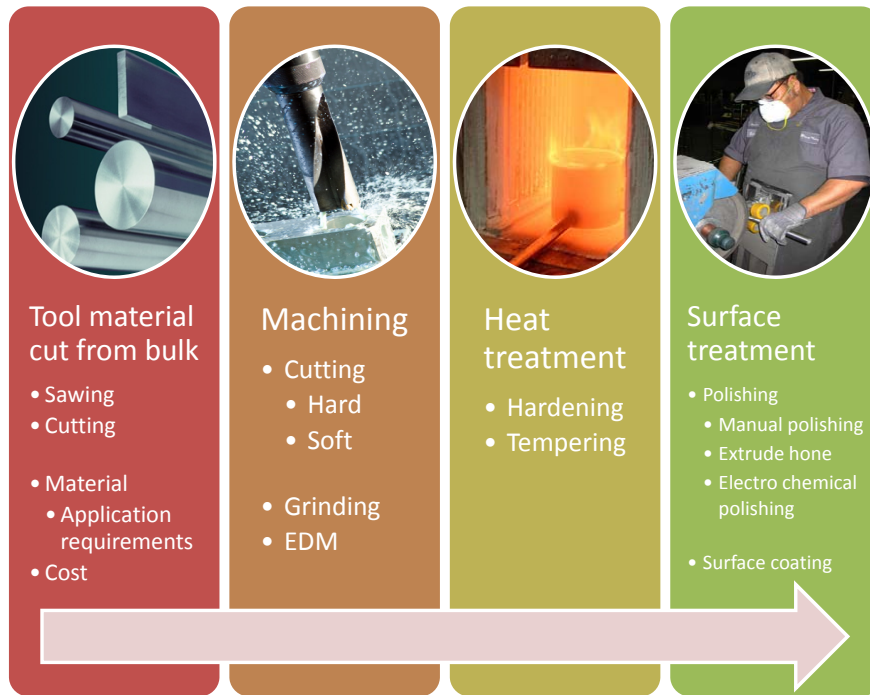 Tool material
cut from bulk
• Sawing
• Cutting
• Material
• Application
requirements
• Cost
Machining
• Cutting
• Hard
• Soft
• Grinding
• EDM
Heat
treatment
• Hardening
• Tempering
Surface
treatment
• Polishing
• Manual polishing
• Extrude hone
• Electro chemical
polishing
• Surface coating